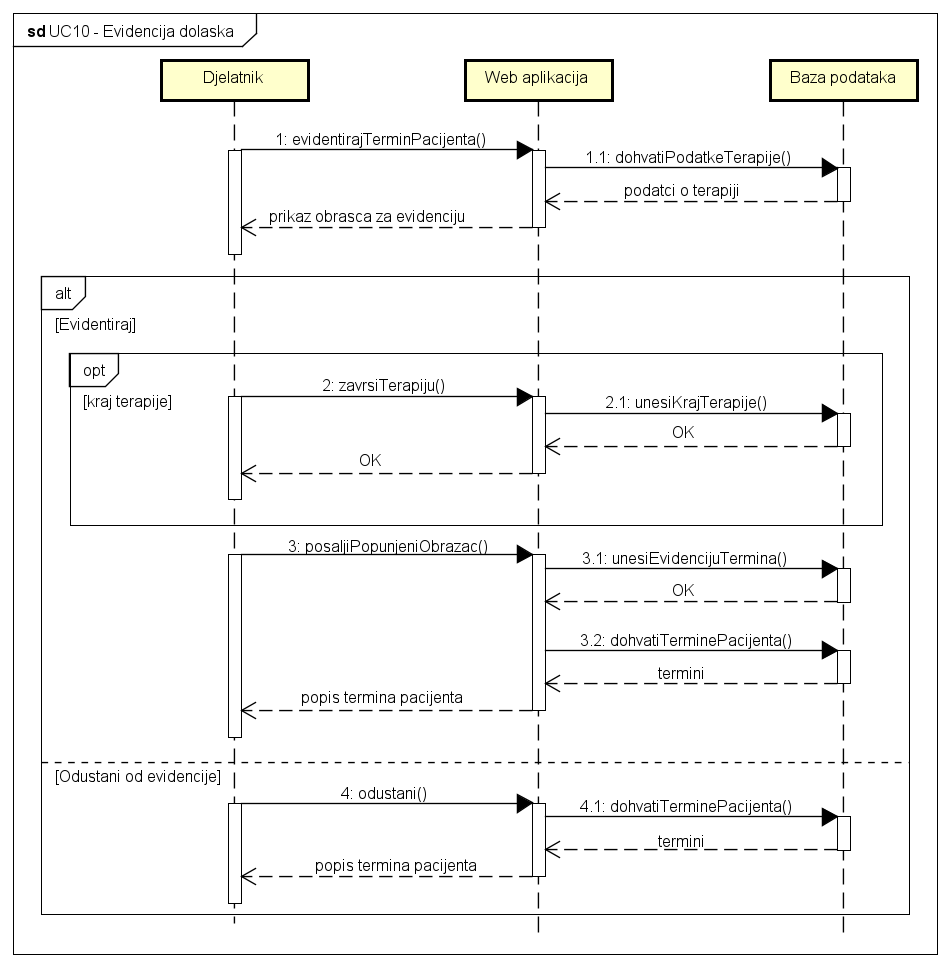 sd UC10 - Evidencija dolaska
Djelatnik
Web aplikacija
Baza podataka
1: evidentirajTerminPacijenta()
1.1: dohvatiPodatkeTerapije()
podatci o terapiji
prikaz obrasca za evidenciju
alt
[Evidentiraj]
opt
[kraj terapije]
2: zavrsiTerapiju()
2.1: unesiKrajTerapije()
OK
OK
3: posaljiPopunjeniObrazac()
3.1: unesiEvidencijuTermina()
OK
3.2: dohvatiTerminePacijenta()
termini
popis termina pacijenta
[Odustani od evidencije]
4: odustani()
4.1: dohvatiTerminePacijenta()
termini
popis termina pacijenta